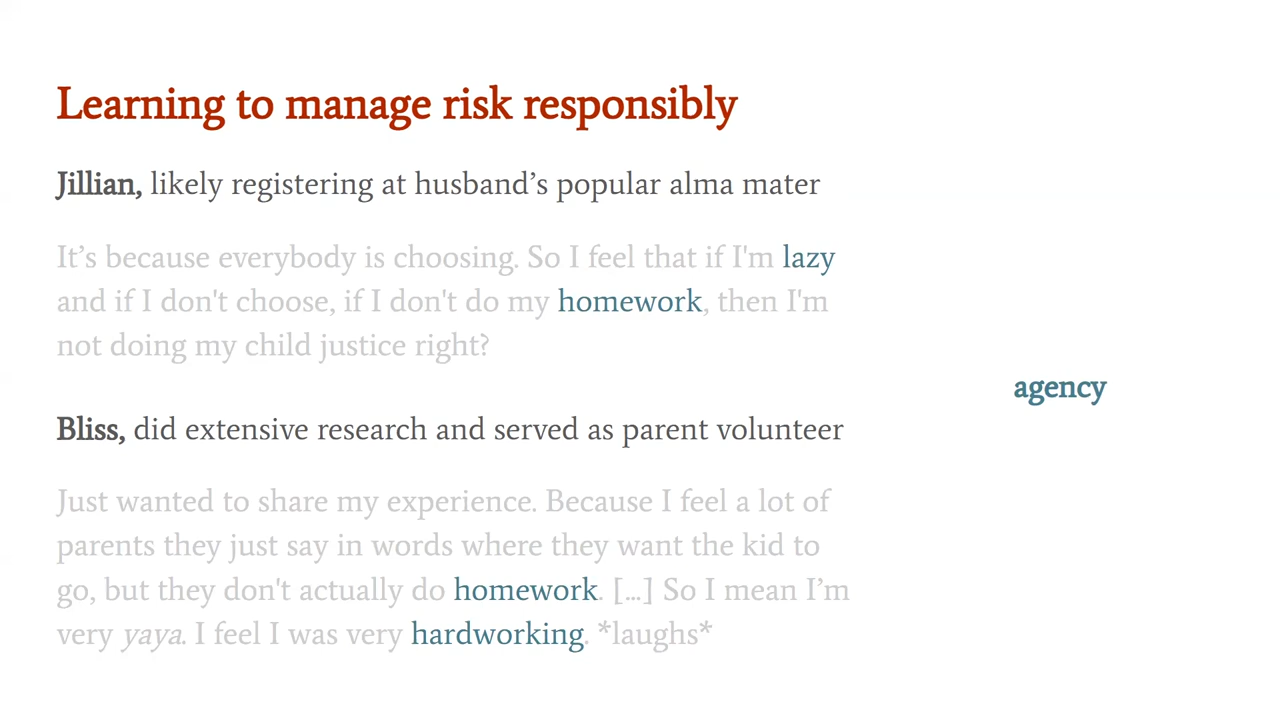 Learning to manage risk responsibly
Jillian, likely registering at husband’s popular alma mater
It’s because everybody is choosing. So I feel that if I'm lazy
and if I don't choose, if I don't do my homework, then I'm
not doing my child justice right?
agency
Bliss, did extensive research and served as parent volunteer
Just wanted to share my experience. Because I feel a lot of
parents they just say in words where they want the kid to
go, but they don't actually do homework. [...] So I mean I’m
very yaya. I feel I was very hardworking. *laughs*